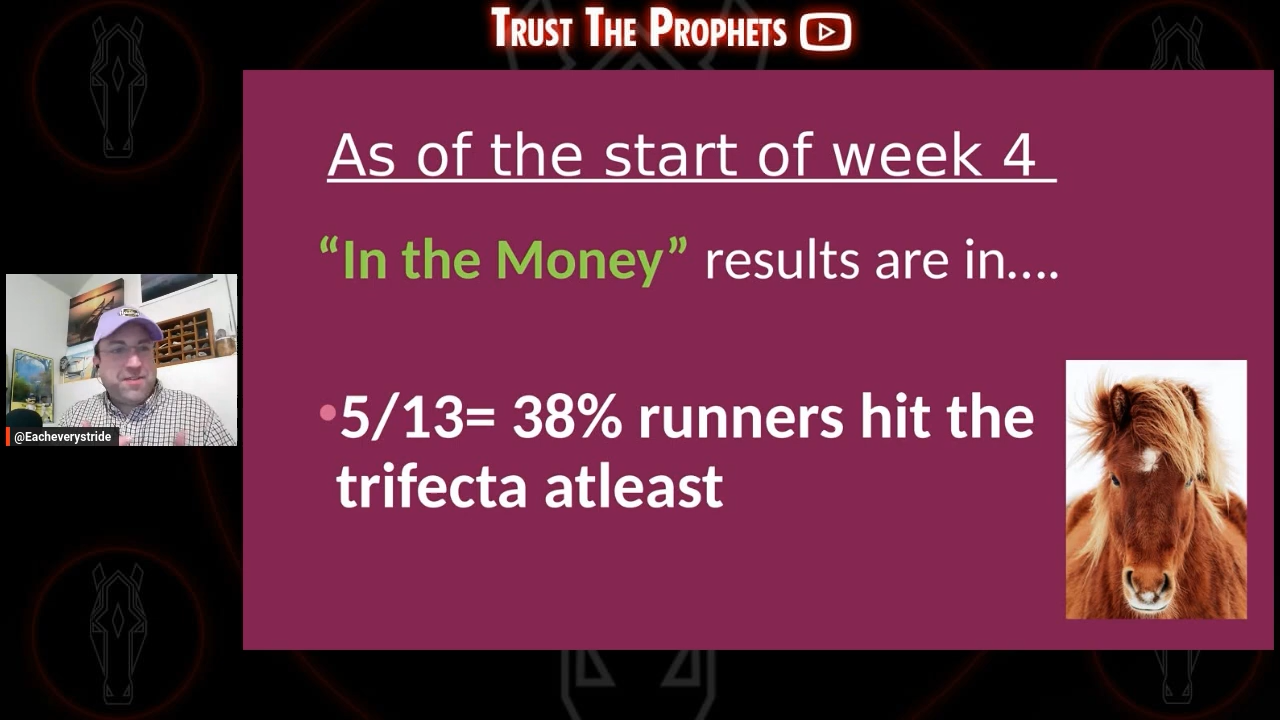 TRUST THE PROPHETS
As of the start of week 4
“In the Money” results are in....
•5/13= 38% runners hit the
trifecta atleast
@Eacheverystride